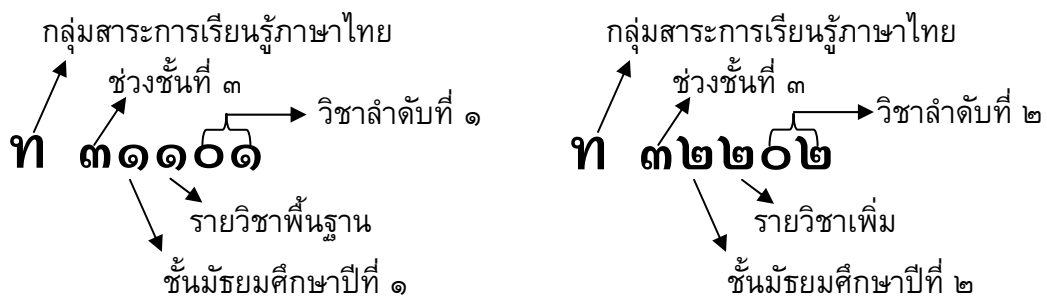 กลุ่มสาระการเรียนรู้ภาษาไทย
ช่วงชั้นที่ ๓
วิชาลำดับที่ ๑
ท ๓๑๑๐๑
รายวิชาพื้นฐาน
ชั้นมัธยมศึกษาปีที่ ๑
กลุ่มสาระการเรียนรู้ภาษาไทย
ช่วงชั้นที่ ๓
วิชาลำดับที่ ๒
ท ๓๒๒๐๒
รายวิชาเพิ่ม
ชั้นมัธยมศึกษาปีที่ ๒